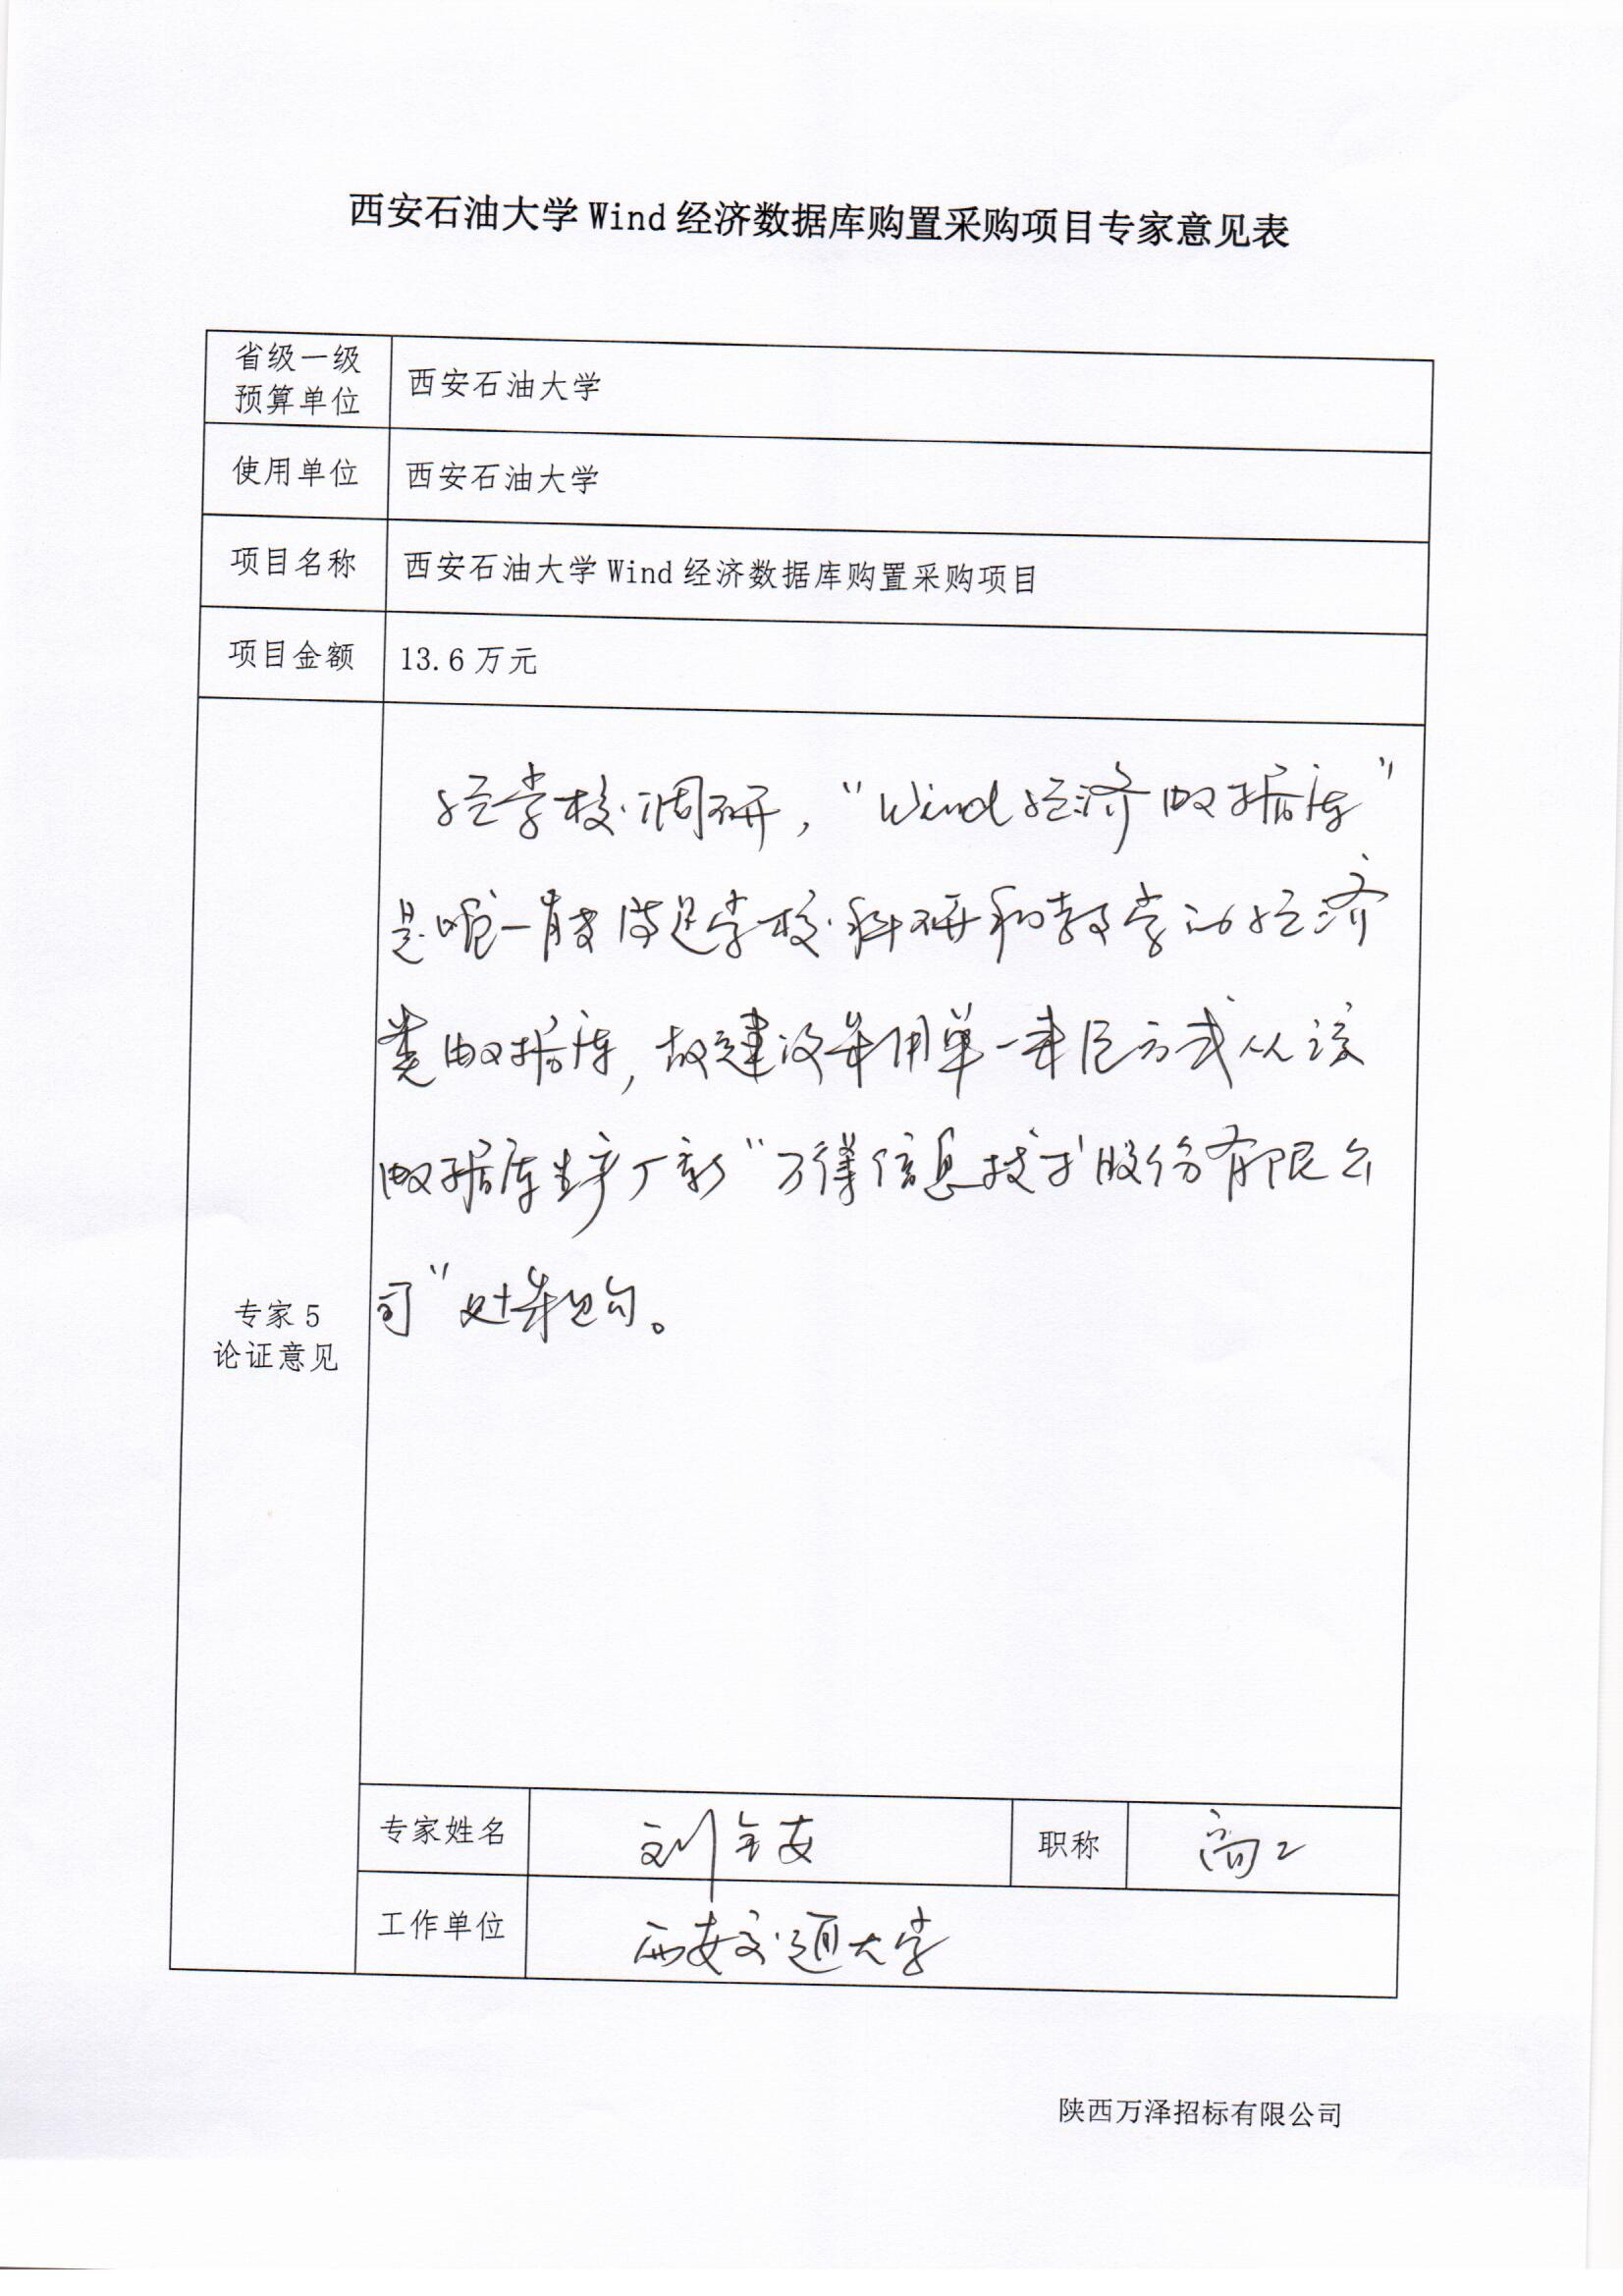 西安石油大学Wind经济数据库购置采购项目专家意见表
省级一级
预算单位
西安石油大学
使用单位
西安石油大学
项目名称
西安石油大学Wind经济数据库购置采购项目
项目金额
13.6万元
专家5
论证意见
经学校调研，“Wind经济数据库”
是唯一能满足学校科研和教学的经济
类数据库，故建议采用单一来源方式从该
数据库生产厂家“万得信息技术股份有限公
司”处采购。
专家姓名
刘全友
职称
高工
工作单位
西安交通大学
陕西万泽招标有限公司